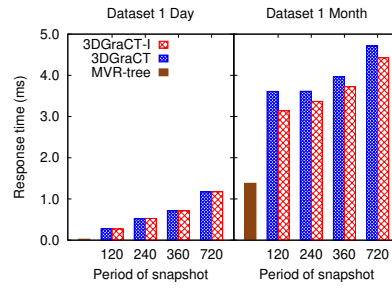 Dataset 1 Day
Dataset 1 Month
5.0
4.0
3.0
2.0
1.0
0.0
Response time (ms)
3DGraCT-I
3DGraCT
MVR-tree
120 240 360 720
120 240 360 720
Period of snapshot
Period of snapshot